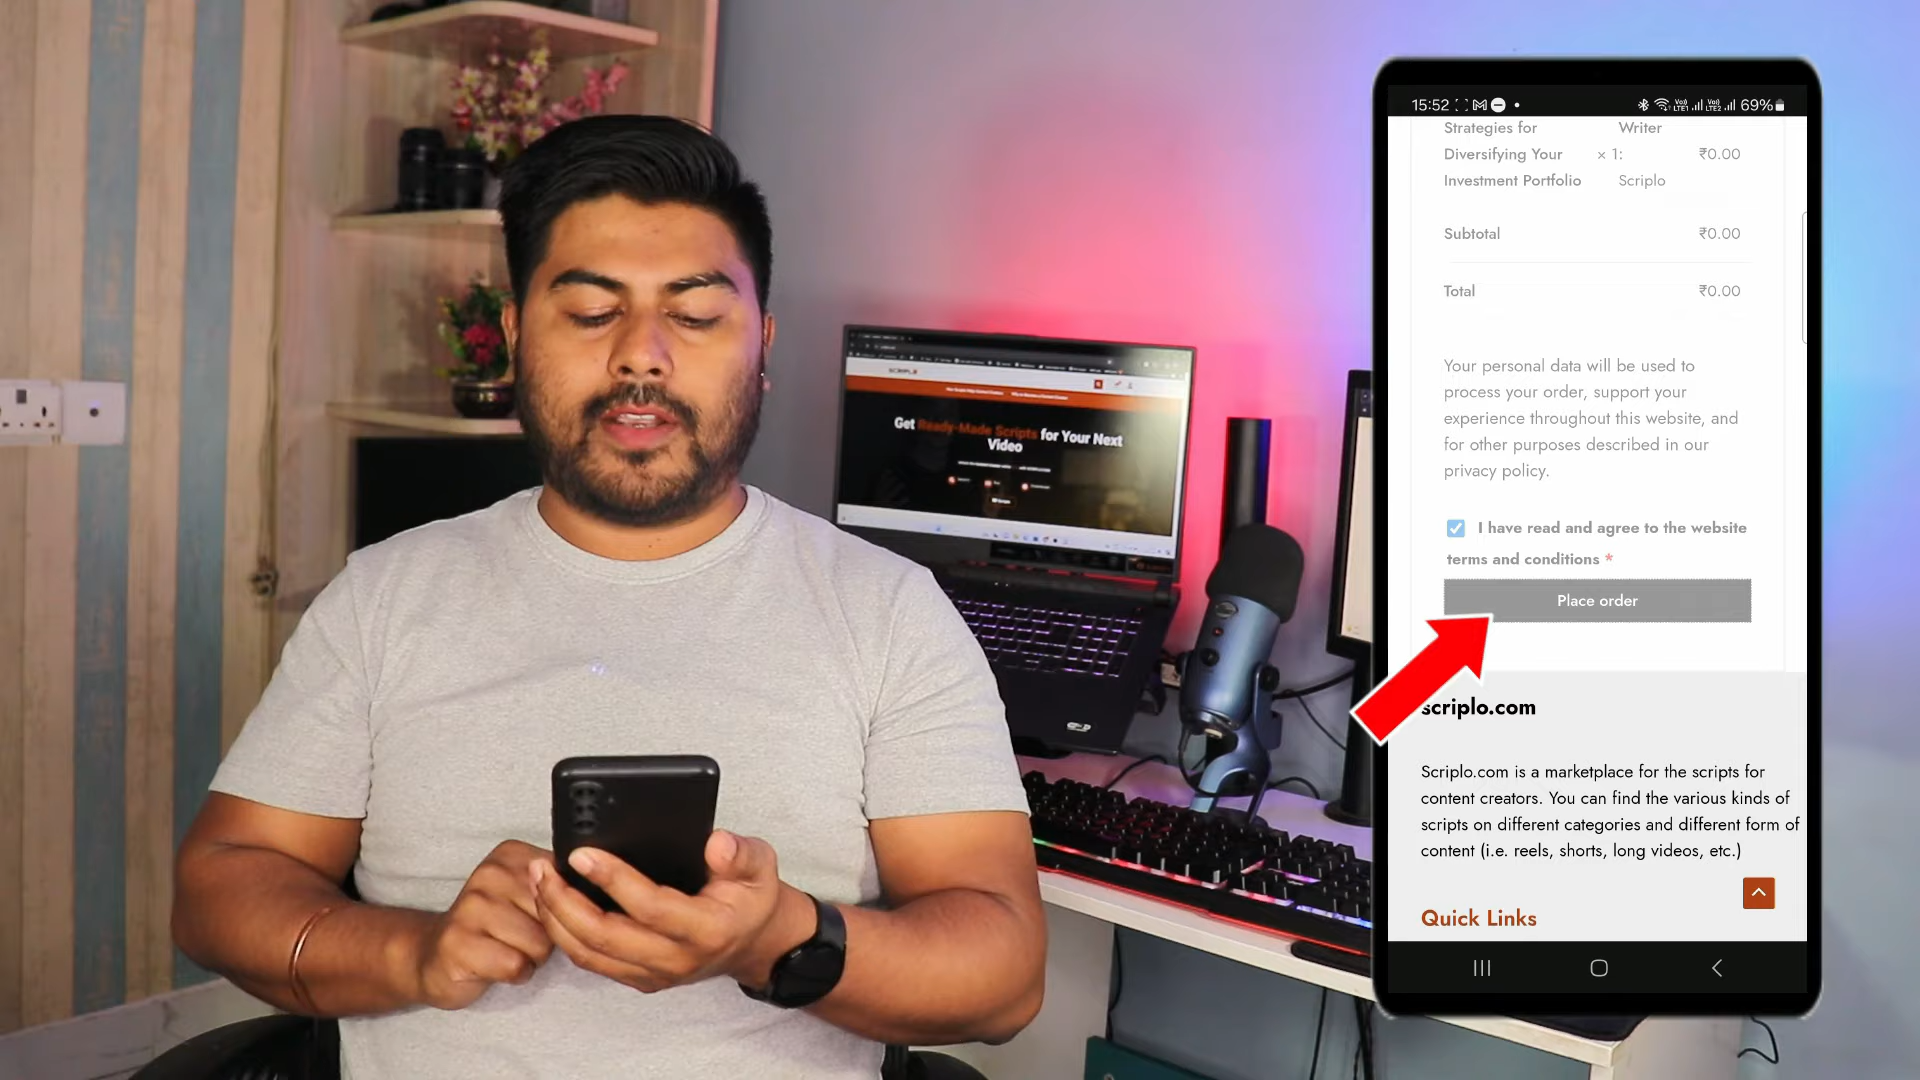 SCRIPLO
Get Ready-Made Scripts for Your Next
Video
15:52
69%
Strategies for
Writer
Diversifying Your
× 1:
₹0.00
Investment Portfolio
Scriplo
Subtotal
₹0.00
Total
₹0.00
Your personal data will be used to
process your order, support your
experience throughout this website, and
for other purposes described in our
privacy policy.
I have read and agree to the website
terms and conditions *
Place order
scriplo.com
Scriplo.com is a marketplace for the scripts for
content creators. You can find the various kinds of
scripts on different categories and different form of
content (i.e. reels, shorts, long videos, etc.)
Quick Links